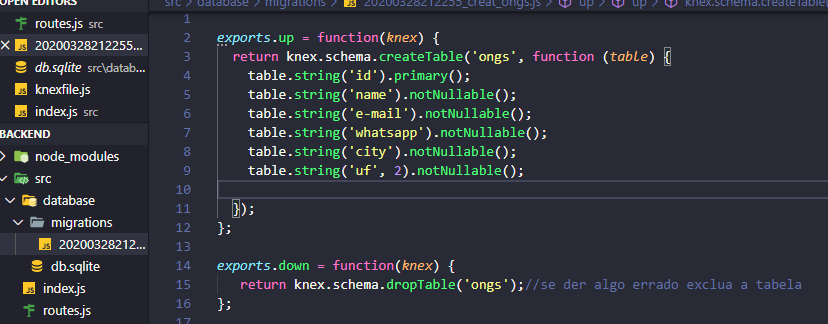 OPEN EDITORS
routes.js src
20200328212255...
db.sqlite src\datab...
knexfile.js
index.js src
BACKEND
node_modules
src
database
migrations
20200328212...
db.sqlite
index.js
routes.js
src > database > migrations > 20200328212255_creat_ongs.js > up > up > knex.schema.createTable
1
2 exports.up = function(knex) {
3 return knex.schema.createTable('ongs', function (table) {
4 table.string('id').primary();
5 table.string('name').notNullable();
6 table.string('e-mail').notNullable();
7 table.string('whatsapp').notNullable();
8 table.string('city').notNullable();
9 table.string('uf', 2).notNullable();
10
11 });
12 };
13
14 exports.down = function(knex) {
15 return knex.schema.dropTable('ongs');//se der algo errado exclua a tabela
16 };
17